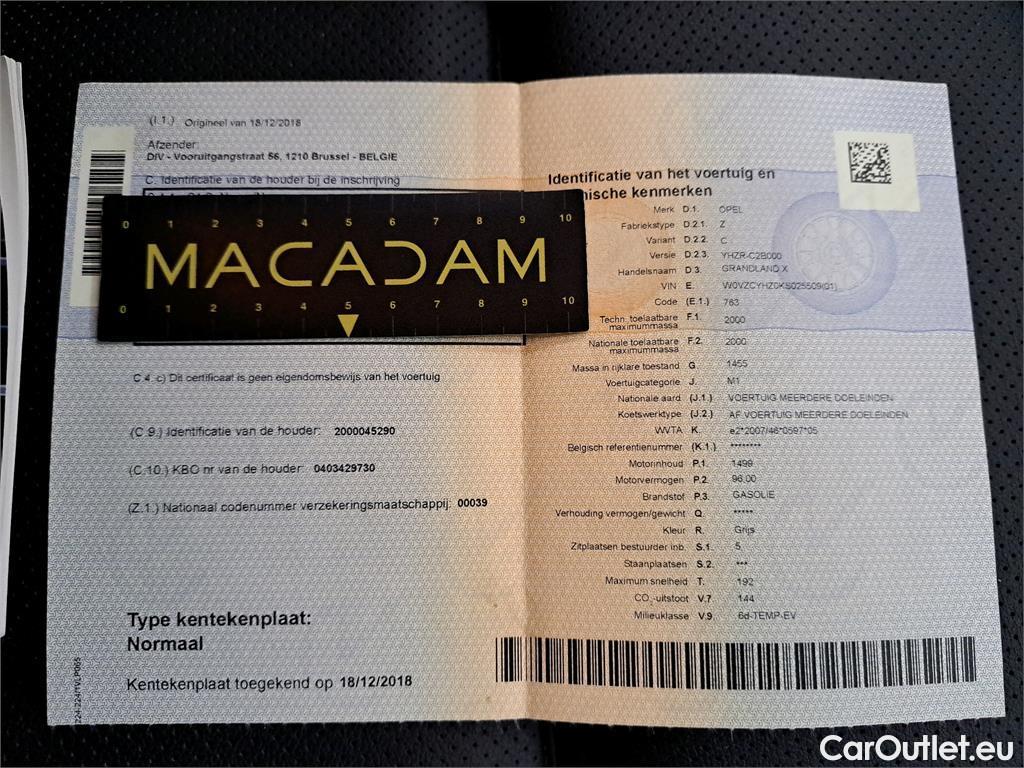 (I.1.) Origineel van 18/12/2018
Afzender:
DIV - Vooruitgangstraat 56, 1210 Brussel - BELGIE
C. Identificatie van de houder bij de inschrijving
0 1 2 3 4 5 6 7 8 9 10
MACADAM
0 1 2 3 4 5 6 7 8 9 10
C 4 c) Dit certificaat is geen eigendomsbewijs van het voertuig
(C 9.) Identificatie van de houder: 2000045290
(C.10.) KBO nr van de houder: 0403429730
(Z.1.) Nationaal codenummer verzekeringsmaatschappij: 00039
Type kentekenplaat:
Normaal
Kentekenplaat toegekend op 18/12/2018
224-224/1VLP065
Identificatie van het voertuig en
nische kenmerken
Merk D.1. OPEL
Fabriekstype D.2.1. Z
Variant D.2.2. C
Versie D.2.3. YHZR-C2B000
Handelsnaam D 3. GRANDLAND X
VIN E. W0VZCYHZ0KS025509(01)
Code (E.1.) 763
Techn. toelaatbare F.1. 2000
maximummassa
Nationale toelaatbare F.2. 2000
maximummassa
Massa in rijklare toestand G. 1455
Voertuigcategorie J. M1
Nationale aard (J.1.) VOERTUIG MEERDERE DOELEINDEN
Koetswerktype (J.2.) AF VOERTUIG MEERDERE DOELEINDEN
WVTA K. e2*2007/46*0597*05
Belgisch referentienummer (K.1.) ********
Motorinhoud P.1. 1499
Motorvermogen P.2. 96.00
Brandstof P.3. GASOLIE
Verhouding vermogen/gewicht Q. *****
Kleur R. Grijs
Zitplaatsen bestuurder inb. S.1. 5
Staanplaatsen S.2. ***
Maximum snelheid T. 192
CO2-uitstoot V.7. 144
Milieuklasse V.9. 6d-TEMP-EV
CarOutlet.eu